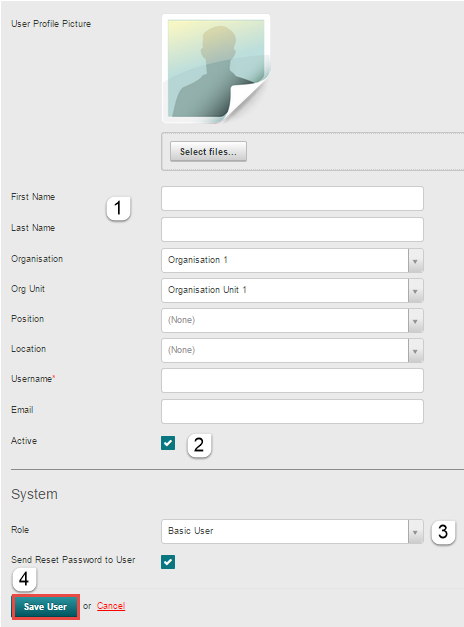 User Profile Picture
Select files...
First Name
1
Last Name
Organisation Organisation 1
Org Unit Organisation Unit 1
Position (None)
Location (None)
Username*
Email
Active 2
System
Role Basic User 3
Send Reset Password to User
4
Save User or Cancel